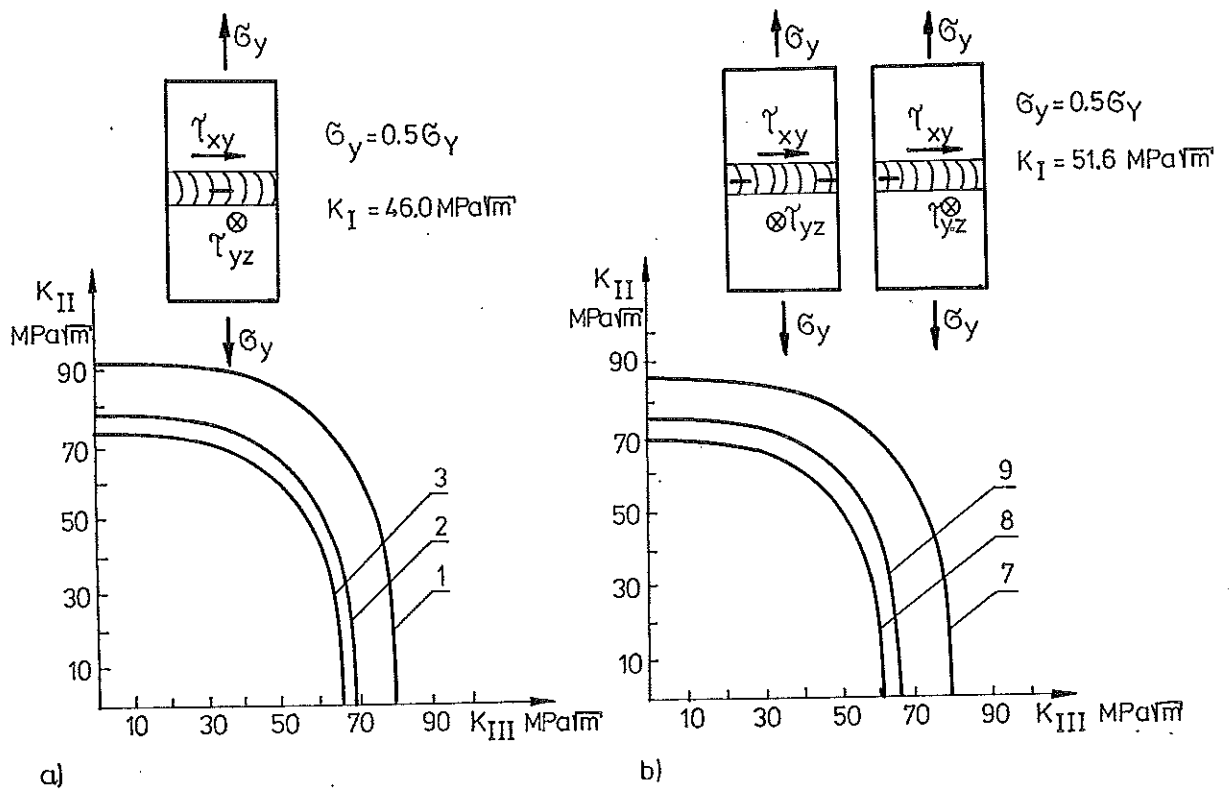 σy
τxy
σy = 0.5σY
KI = 46.0 MPa√m
τyz
σy
KII
MPa√m
90
70
50
30
10
10 30 50 70 90 KIII MPa√m
3
2
1
a)
σy σy
τxy τxy
σy = 0.5σY
KI = 51.6 MPa√m
τyz τyz
σy σy
KII
MPa√m
90
70
50
30
10
10 30 50 70 90 KIII MPa√m
9
8
7
b)